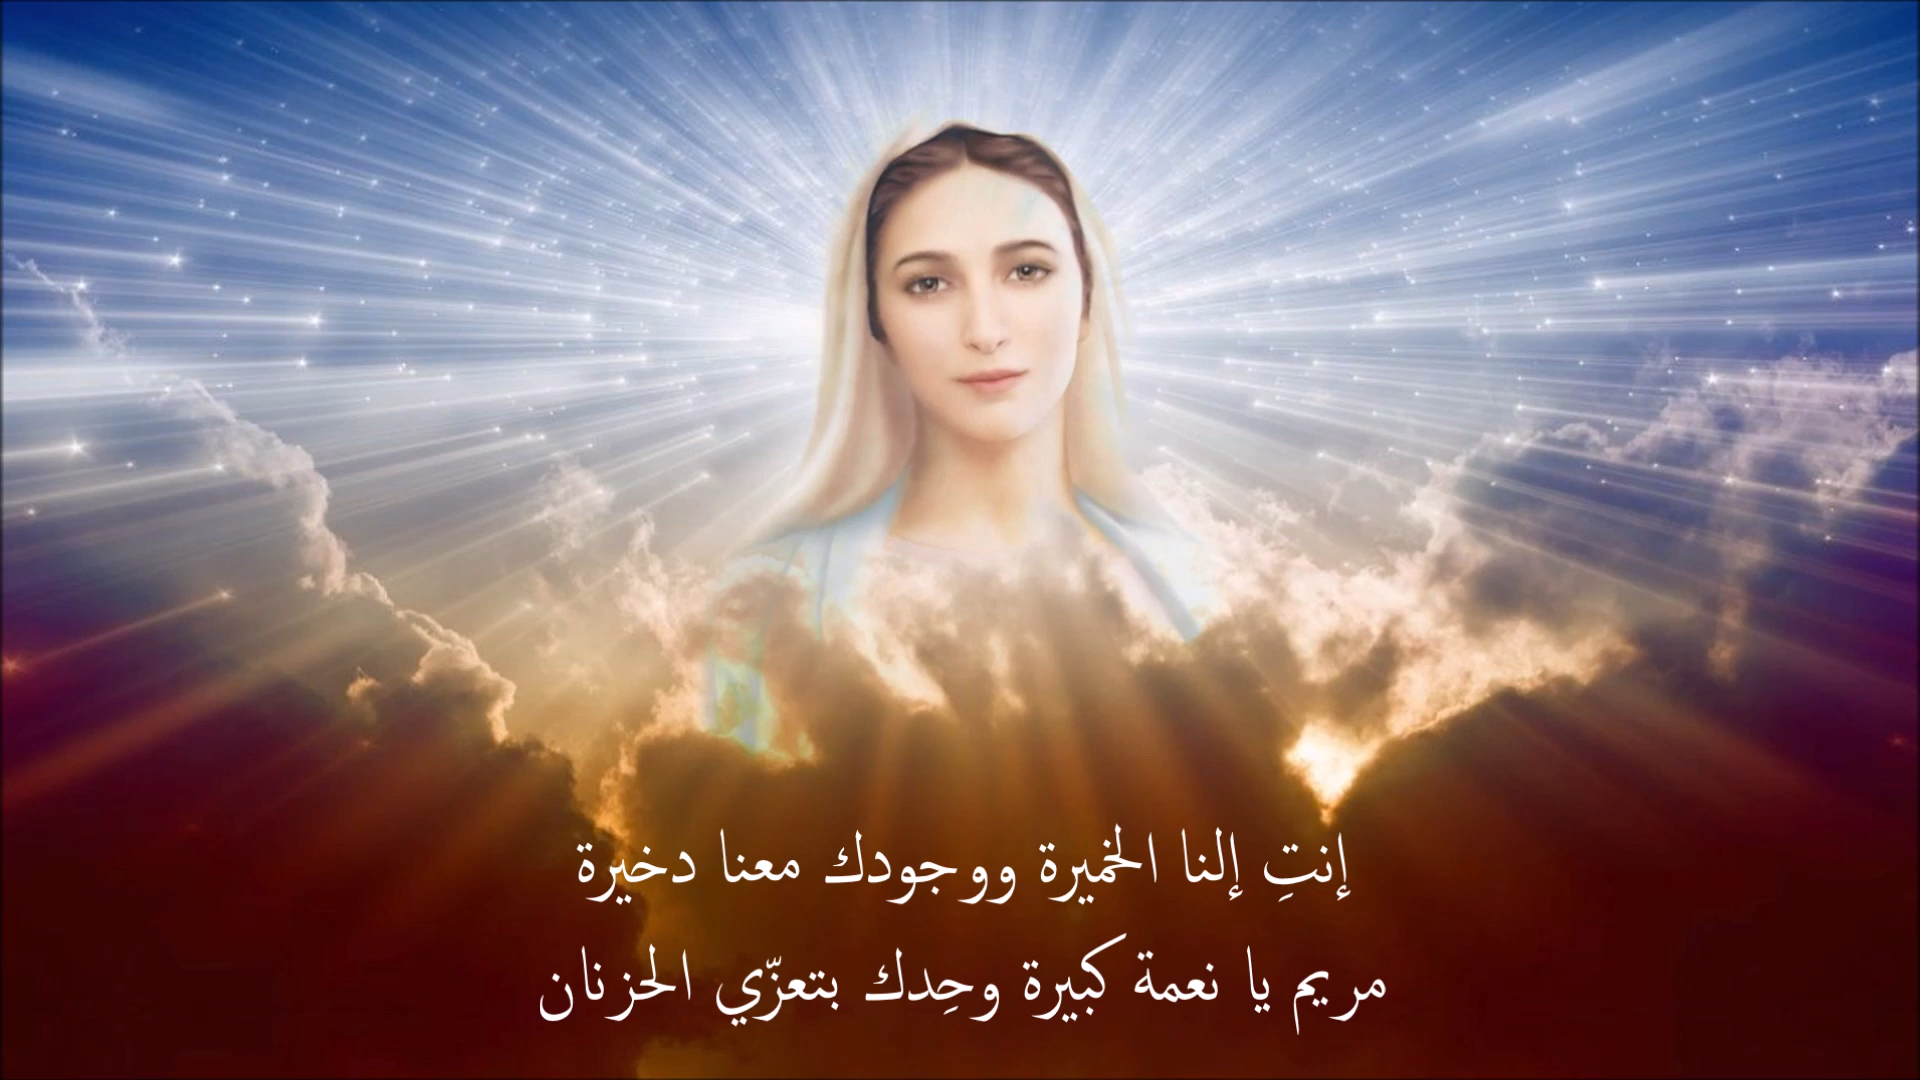 إنتِ إلنا الخميرة ووجودك معنا دخيرة
مريم يا نعمة كبيرة وحِدك بتعزّي الحزنان